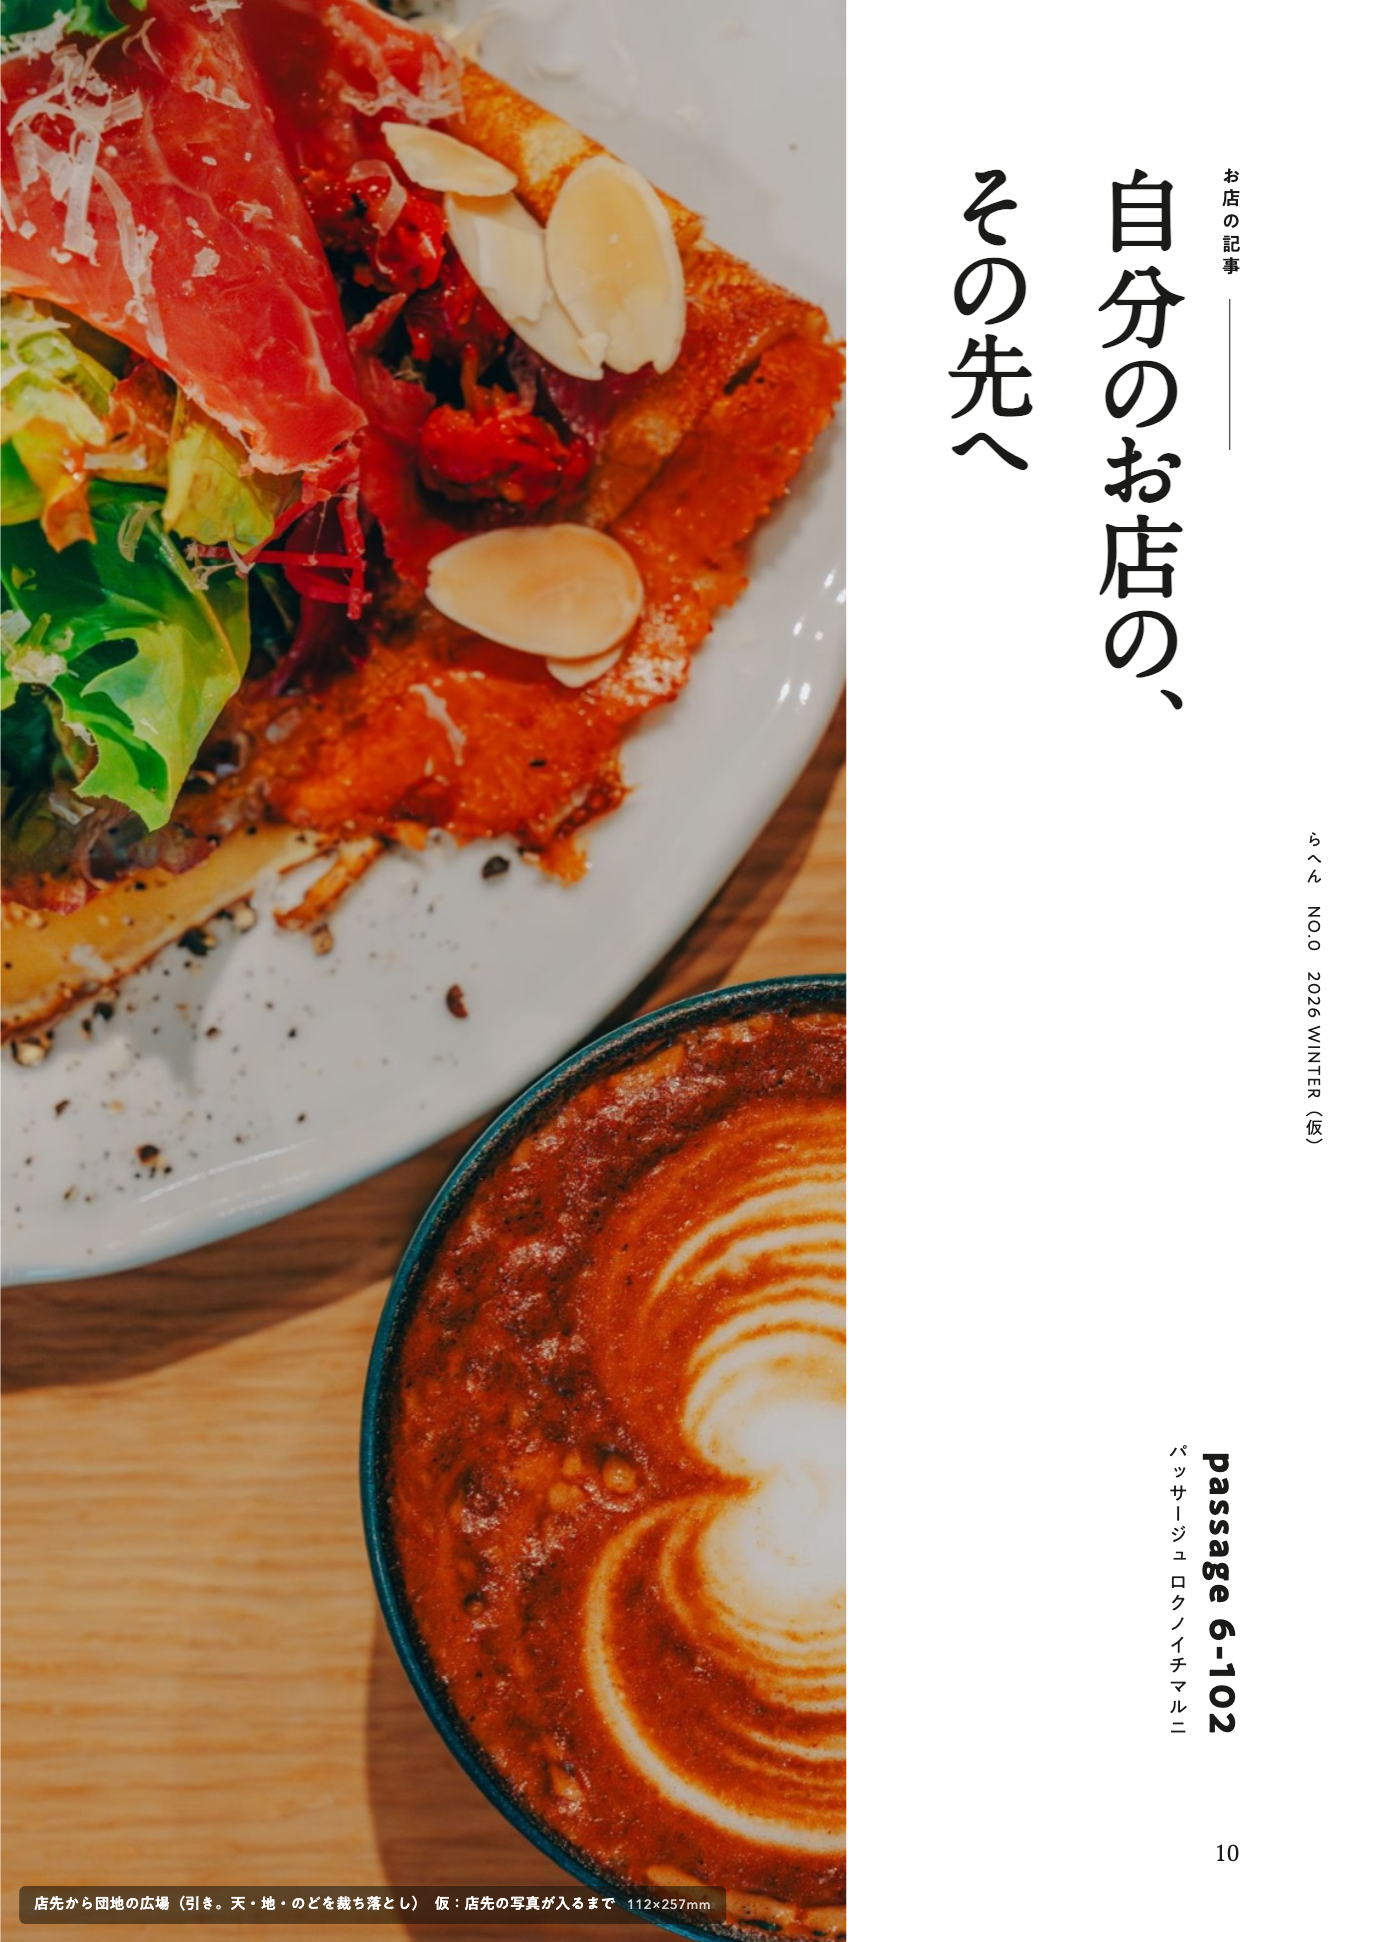 お店の記事
自分のお店の、
その先へ
らへん NO.0 2026 WINTER（仮）
passage 6-102
パッサージュ ロクノイチマルニ
10
店先から団地の広場（引き。天・地・のどを裁ち落とし） 仮：店先の写真が入るまで 112×257mm